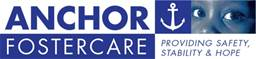 ANCHOR
FOSTERCARE
PROVIDING SAFETY,
STABILITY & HOPE